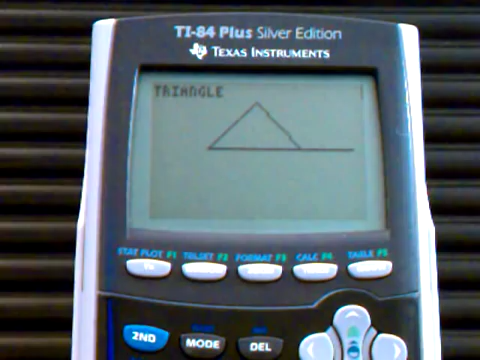 TI-84 Plus Silver Edition
TEXAS INSTRUMENTS
TRIANGLE
STAT PLOT F1 TBLSET F2 FORMAT F3 CALC F4 TABLE F5
2ND MODE DEL